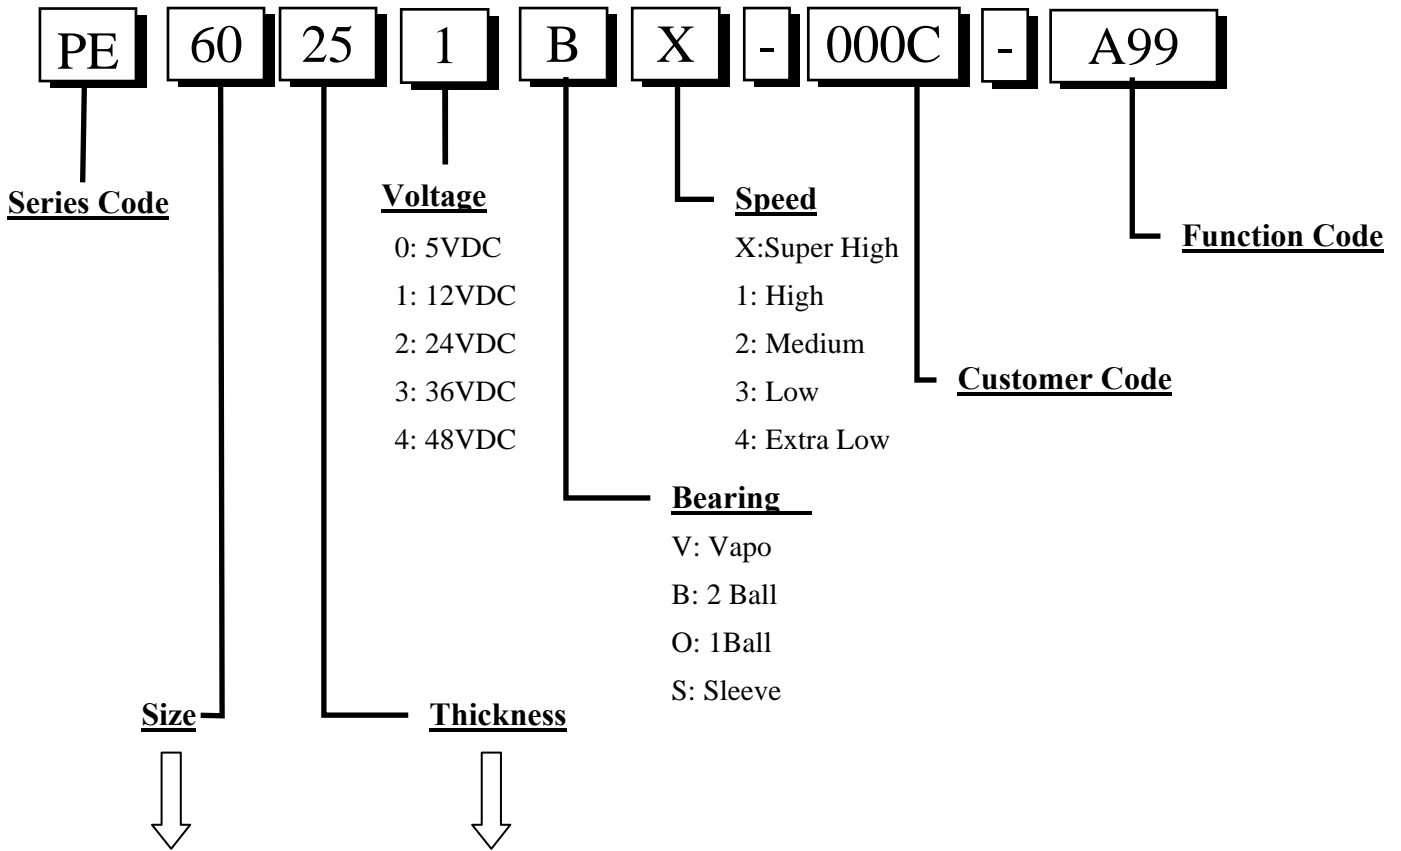 PE 60 25 1 B X - 000C - A99
Series Code
Voltage
0: 5VDC
1: 12VDC
2: 24VDC
3: 36VDC
4: 48VDC
Speed
X:Super High
1: High
2: Medium
3: Low
4: Extra Low
Function Code
Customer Code
Bearing
V: Vapo
B: 2 Ball
O: 1Ball
S: Sleeve
Size
Thickness